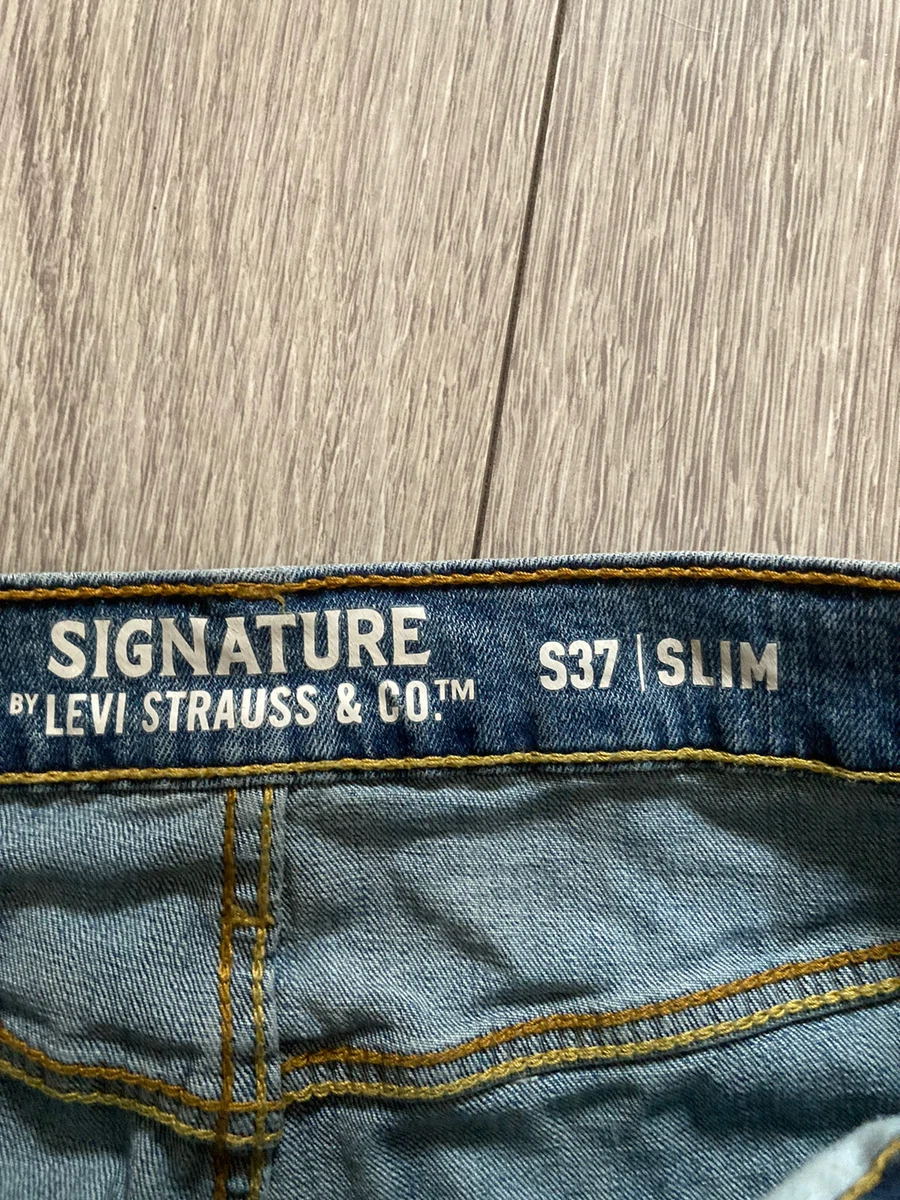 SIGNATURE
BY LEVI STRAUSS & CO.™
S37 | SLIM